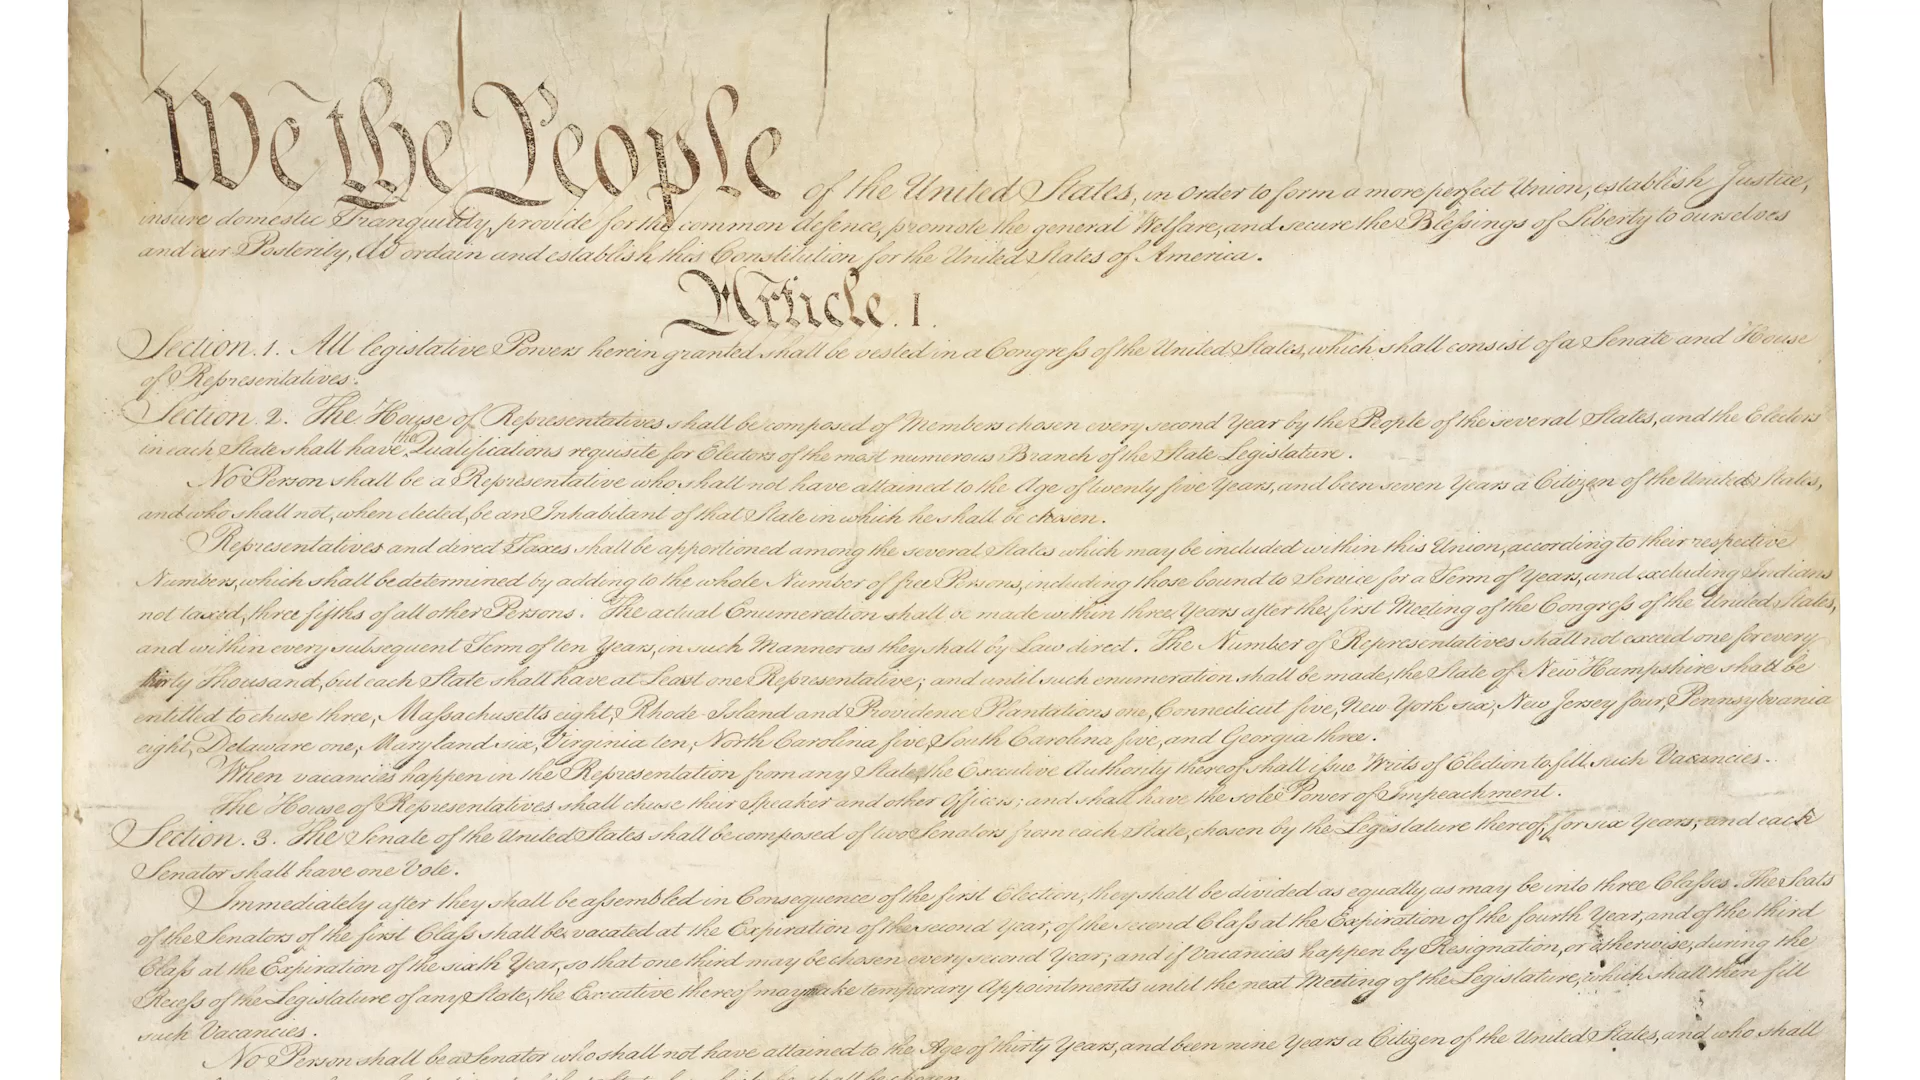 We the People of the United States, in Order to form a more perfect Union, establish Justice,
insure domestic Tranquility, provide for the common defence, promote the general Welfare, and secure the Blessings of Liberty to ourselves
and our Posterity, do ordain and establish this Constitution for the United States of America.
Article. I.
Section. 1. All legislative Powers herein granted shall be vested in a Congress of the United States, which shall consist of a Senate and House
of Representatives.
Section. 2. The House of Representatives shall be composed of Members chosen every second Year by the People of the several States, and the Electors
in each State shall have the Qualifications requisite for Electors of the most numerous Branch of the State Legislature.
No Person shall be a Representative who shall not have attained to the Age of twenty five Years, and been seven Years a Citizen of the United States,
and who shall not, when elected, be an Inhabitant of that State in which he shall be chosen.
Representatives and direct Taxes shall be apportioned among the several States which may be included within this Union, according to their respective
Numbers, which shall be determined by adding to the whole Number of free Persons, including those bound to Service for a Term of Years, and excluding Indians
not taxed, three fifths of all other Persons. The actual Enumeration shall be made within three Years after the first Meeting of the Congress of the United States,
and within every subsequent Term of ten Years, in such Manner as they shall by Law direct. The Number of Representatives shall not exceed one for every
thirty Thousand, but each State shall have at Least one Representative; and until such enumeration shall be made, the State of New Hampshire shall be
entitled to chuse three, Massachusetts eight, Rhode-Island and Providence Plantations one, Connecticut five, New-York six, New Jersey four, Pennsylvania
eight, Delaware one, Maryland six, Virginia ten, North Carolina five, South Carolina five, and Georgia three.
When vacancies happen in the Representation from any State, the Executive Authority thereof shall issue Writs of Election to fill such Vacancies.
The House of Representatives shall chuse their Speaker and other Officers; and shall have the sole Power of Impeachment.
Section. 3. The Senate of the United States shall be composed of two Senators from each State, chosen by the Legislature thereof, for six Years; and each
Senator shall have one Vote.
Immediately after they shall be assembled in Consequence of the first Election, they shall be divided as equally as may be into three Classes. The Seats
of the Senators of the first Class shall be vacated at the Expiration of the second Year, of the second Class at the Expiration of the fourth Year, and of the third
Class at the Expiration of the sixth Year, so that one third may be chosen every second Year; and if Vacancies happen by Resignation, or otherwise, during the
Recess of the Legislature of any State, the Executive thereof may make temporary Appointments until the next Meeting of the Legislature, which shall then fill
such Vacancies.
No Person shall be a Senator who shall not have attained to the Age of thirty Years, and been nine Years a Citizen of the United States, and who shall
shall be chosen.